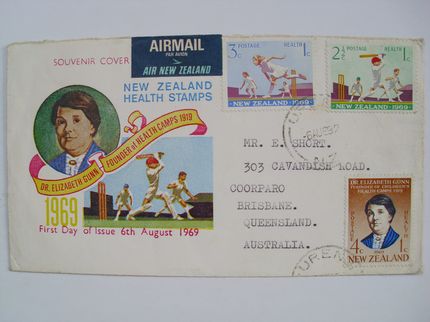 SOUVENIR COVER
AIRMAIL
PAR AVION
AIR NEW ZEALAND
NEW ZEALAND
HEALTH STAMPS
DR. ELIZABETH GUNN
FOUNDER of HEALTH CAMPS 1919
1969
First Day of Issue 6th August 1969
3c POSTAGE HEALTH 1c
NEW ZEALAND 1969
2½c POSTAGE HEALTH 1c
NEW ZEALAND 1969
MR. E. SHORT.
303 CAVANDISH ROAD.
COORPARO
BRISBANE.
QUEENSLAND.
AUSTRALIA.
DR. ELIZABETH GUNN
FOUNDER OF CHILDREN'S
HEALTH CAMPS 1919
POSTAGE HEALTH
4c 1969 1c
NEW ZEALAND